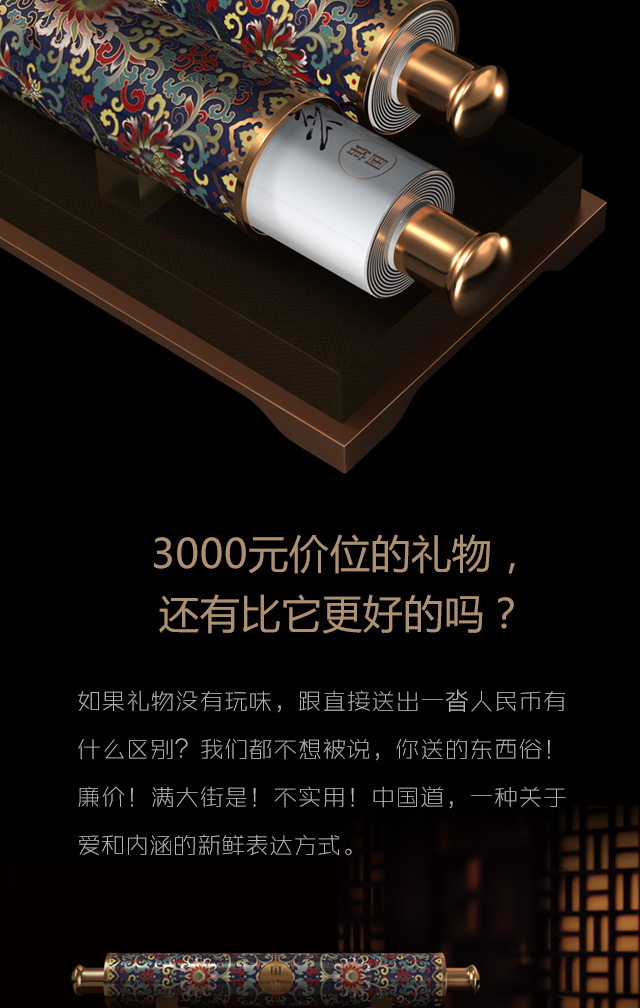 3000元价位的礼物，
还有比它更好的吗？
如果礼物没有玩味，跟直接送出一沓人民币有
什么区别？我们都不想被说，你送的东西俗！
廉价！满大街是！不实用！中国道，一种关于
爱和内涵的新鲜表达方式。